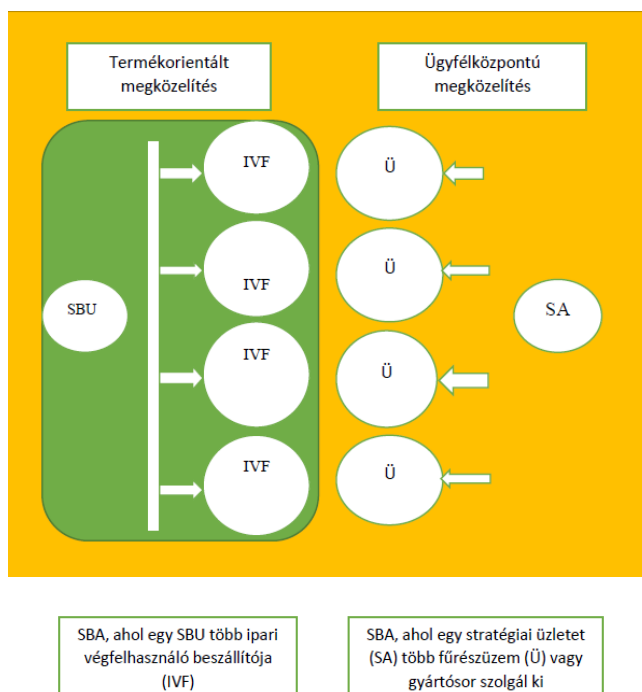 Termékorientált
megközelítés
Ügyfélközpontú
megközelítés
IVF
Ü
IVF
Ü
SBU
SA
IVF
Ü
IVF
Ü
SBA, ahol egy SBU több ipari
végfelhasználó beszállítója
(IVF)
SBA, ahol egy stratégiai üzletet
(SA) több fűrészüzem (Ü) vagy
gyártósor szolgál ki